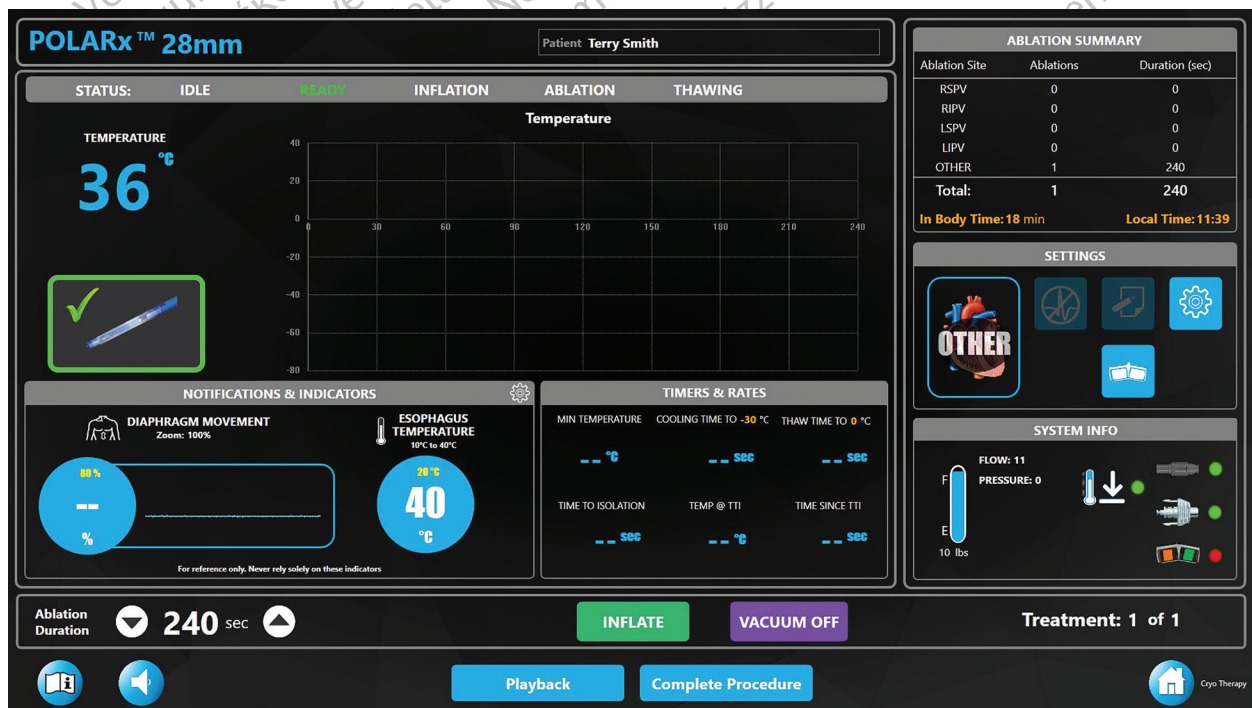 POLARx™ 28mm
Patient Terry Smith
STATUS: IDLE READY INFLATION ABLATION THAWING
TEMPERATURE
36 °C
Temperature
40
20
0
0 30 60 90 120 150 180 210 240
-20
-40
-60
-80
NOTIFICATIONS & INDICATORS
DIAPHRAGM MOVEMENT
Zoom: 100%
80 %
--
%
ESOPHAGUS
TEMPERATURE
10°C to 40°C
20 °C
40
°C
For reference only. Never rely solely on these indicators
TIMERS & RATES
MIN TEMPERATURE COOLING TIME TO -30 °C THAW TIME TO 0 °C
-- °C -- sec -- sec
TIME TO ISOLATION TEMP @ TTI TIME SINCE TTI
-- sec -- °C -- sec
ABLATION SUMMARY
Ablation Site Ablations Duration (sec)
RSPV 0 0
RIPV 0 0
LSPV 0 0
LIPV 0 0
OTHER 1 240
Total: 1 240
In Body Time: 18 min Local Time: 11:39
SETTINGS
OTHER
SYSTEM INFO
FLOW: 11
F PRESSURE: 0
E
10 lbs
Ablation
Duration
240 sec
INFLATE
VACUUM OFF
Treatment: 1 of 1
Playback
Complete Procedure
Cryo Therapy